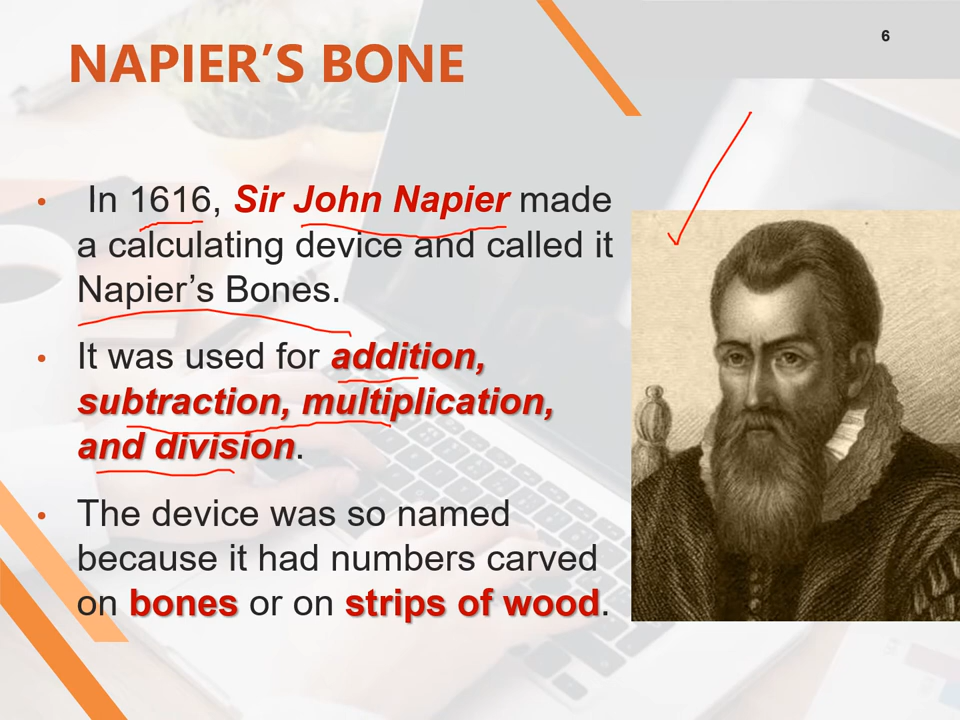 6
NAPIER’S BONE
• In 1616, Sir John Napier made
a calculating device and called it
Napier’s Bones.
• It was used for addition,
subtraction, multiplication,
and division.
• The device was so named
because it had numbers carved
on bones or on strips of wood.